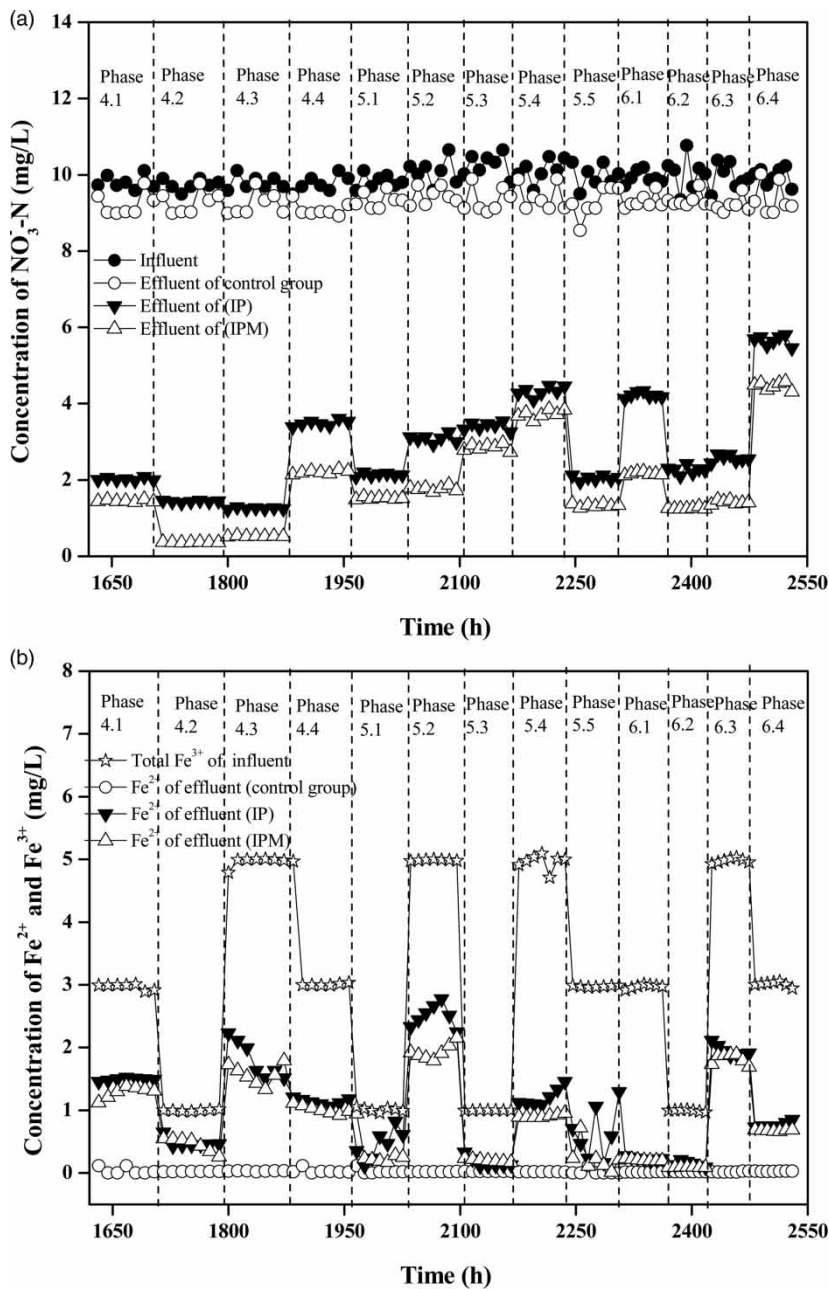 (a)
14
12
10
8
6
4
2
0
Concentration of NO₃⁻-N (mg/L)
Phase 4.1
Phase 4.2
Phase 4.3
Phase 4.4
Phase 5.1
Phase 5.2
Phase 5.3
Phase 5.4
Phase 5.5
Phase 6.1
Phase 6.2
Phase 6.3
Phase 6.4
Influent
Effluent of control group
Effluent of (IP)
Effluent of (IPM)
1650 1800 1950 2100 2250 2400 2550
Time (h)
(b)
8
7
6
5
4
3
2
1
0
Concentration of Fe²⁺ and Fe³⁺ (mg/L)
Phase 4.1
Phase 4.2
Phase 4.3
Phase 4.4
Phase 5.1
Phase 5.2
Phase 5.3
Phase 5.4
Phase 5.5
Phase 6.1
Phase 6.2
Phase 6.3
Phase 6.4
Total Fe³⁺ of influent
Fe²⁺ of effluent (control group)
Fe²⁺ of effluent (IP)
Fe²⁺ of effluent (IPM)
1650 1800 1950 2100 2250 2400 2550
Time (h)